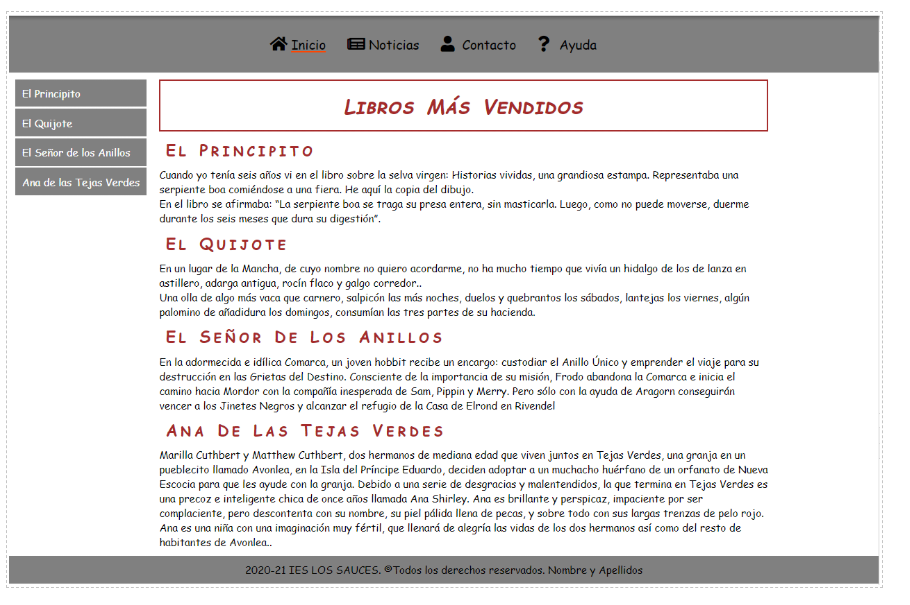 Inicio Noticias Contacto Ayuda
El Principito
El Quijote
El Señor de los Anillos
Ana de las Tejas Verdes
Libros Más Vendidos
El Principito
Cuando yo tenía seis años vi en el libro sobre la selva virgen: Historias vividas, una grandiosa estampa. Representaba una
serpiente boa comiéndose a una fiera. He aquí la copia del dibujo.
En el libro se afirmaba: "La serpiente boa se traga su presa entera, sin masticarla. Luego, como no puede moverse, duerme
durante los seis meses que dura su digestión".
El Quijote
En un lugar de la Mancha, de cuyo nombre no quiero acordarme, no ha mucho tiempo que vivía un hidalgo de los de lanza en
astillero, adarga antigua, rocín flaco y galgo corredor..
Una olla de algo más vaca que carnero, salpicón las más noches, duelos y quebrantos los sábados, lantejas los viernes, algún
palomino de añadidura los domingos, consumían las tres partes de su hacienda.
El Señor De Los Anillos
En la adormecida e idílica Comarca, un joven hobbit recibe un encargo: custodiar el Anillo Único y emprender el viaje para su
destrucción en las Grietas del Destino. Consciente de la importancia de su misión, Frodo abandona la Comarca e inicia el
camino hacia Mordor con la compañía inesperada de Sam, Pippin y Merry. Pero sólo con la ayuda de Aragorn conseguirán
vencer a los Jinetes Negros y alcanzar el refugio de la Casa de Elrond en Rivendel
Ana De Las Tejas Verdes
Marilla Cuthbert y Matthew Cuthbert, dos hermanos de mediana edad que viven juntos en Tejas Verdes, una granja en un
pueblecito llamado Avonlea, en la Isla del Príncipe Eduardo, deciden adoptar a un muchacho huérfano de un orfanato de Nueva
Escocia para que les ayude con la granja. Debido a una serie de desgracias y malentendidos, la que termina en Tejas Verdes es
una precoz e inteligente chica de once años llamada Ana Shirley. Ana es brillante y perspicaz, impaciente por ser
complaciente, pero descontenta con su nombre, su piel pálida llena de pecas, y sobre todo con sus largas trenzas de pelo rojo.
Ana es una niña con una imaginación muy fértil, que llenará de alegría las vidas de los dos hermanos así como del resto de
habitantes de Avonlea..
2020-21 IES LOS SAUCES. ©Todos los derechos reservados. Nombre y Apellidos